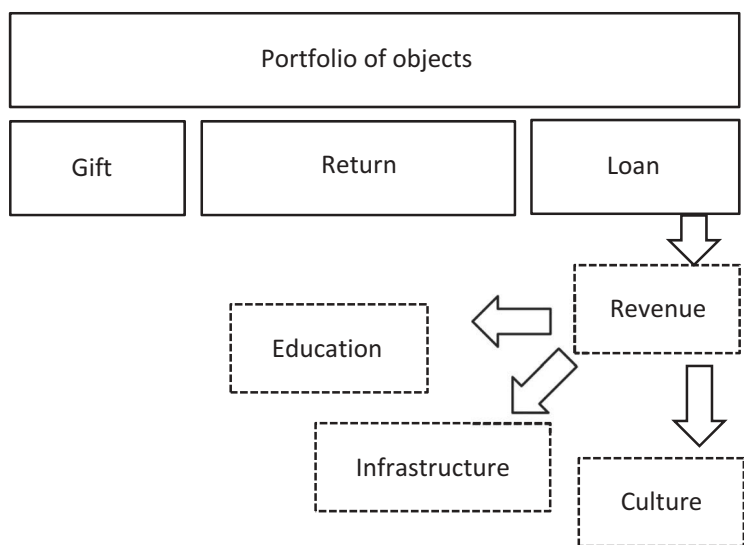 Portfolio of objects
Gift
Return
Loan
Revenue
Education
Infrastructure
Culture